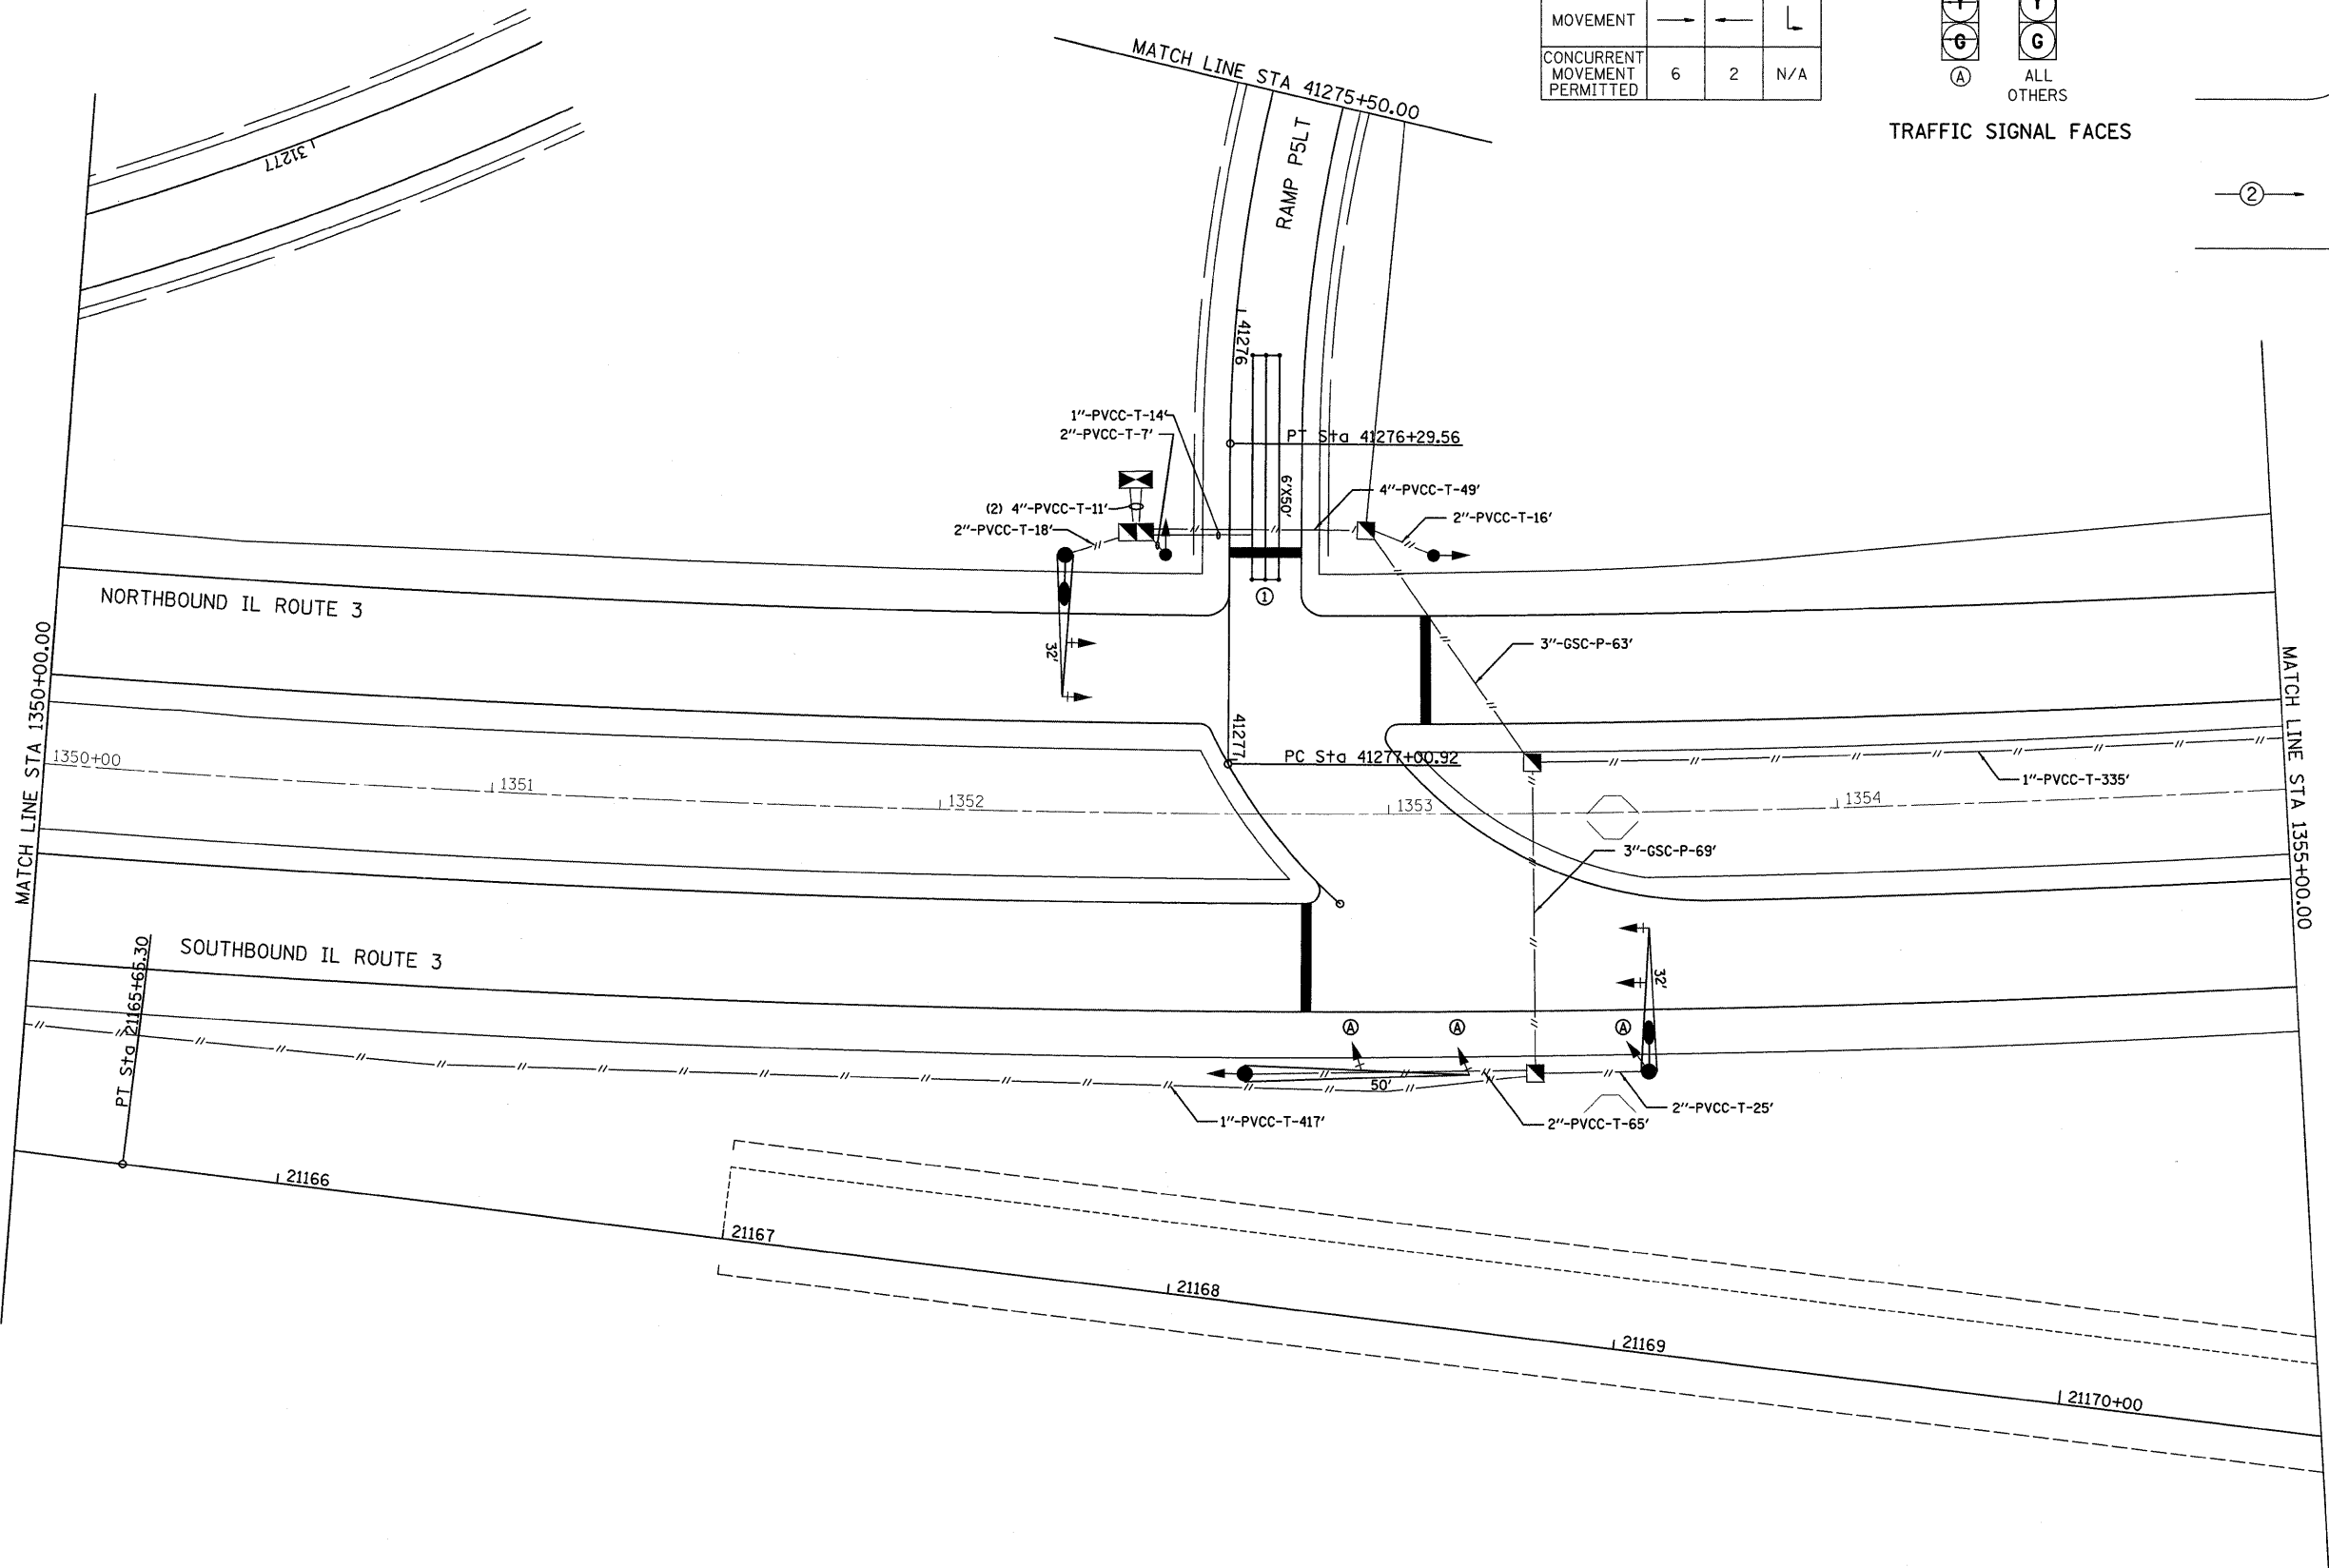 MOVEMENT
CONCURRENT
MOVEMENT
PERMITTED
6
2
N/A
Y
Y
G
G
A
ALL
OTHERS
TRAFFIC SIGNAL FACES
2
MATCH LINE STA 41275+50.00
RAMP P5LT
31277
41276
1"-PVCC-T-14'
2"-PVCC-T-7'
PT Sta 41276+29.56
(2) 4"-PVCC-T-11'
2"-PVCC-T-18'
6'X50'
4"-PVCC-T-49'
2"-PVCC-T-16'
1
NORTHBOUND IL ROUTE 3
32'
3"-GSC-P-63'
MATCH LINE STA 1350+00.00
MATCH LINE STA 1355+00.00
41277
PC Sta 41277+00.92
1350+00
1351
1352
1353
1354
1"-PVCC-T-335'
3"-GSC-P-69'
SOUTHBOUND IL ROUTE 3
PT Sta 21165+65.30
32'
A
A
A
50'
1"-PVCC-T-417'
2"-PVCC-T-65'
2"-PVCC-T-25'
21166
21167
21168
21169
21170+00